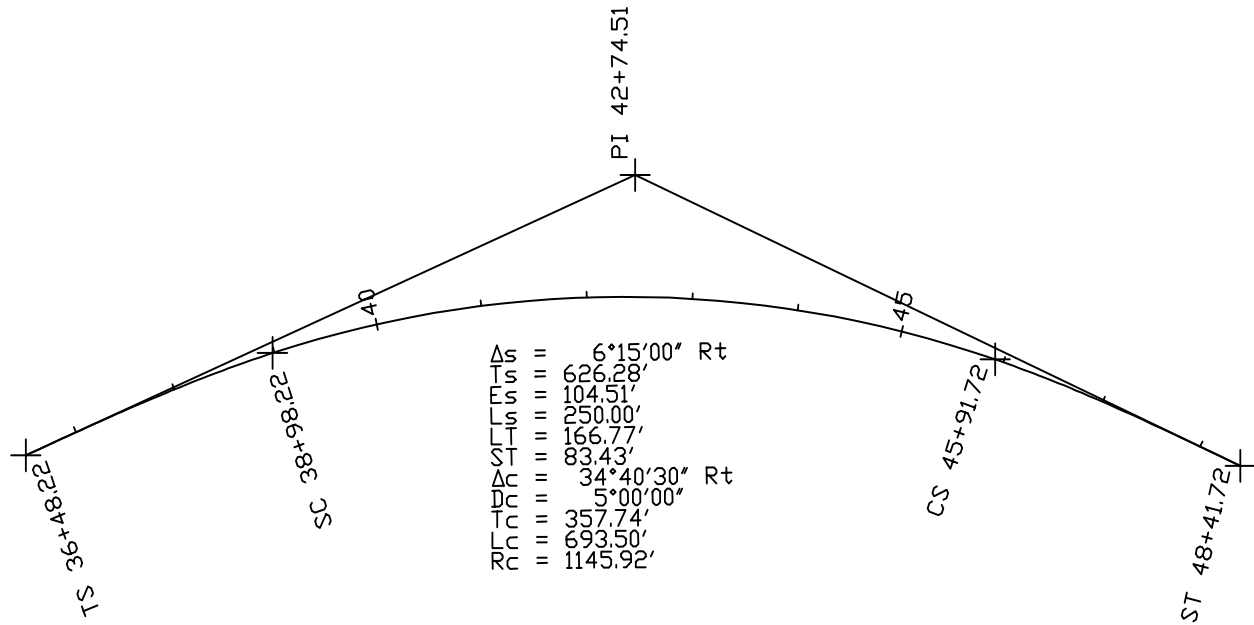 PI 42+74.51
40
45
Δs = 6°15'00" Rt
Ts = 626.28'
Es = 104.51'
Ls = 250.00'
LT = 166.77'
ST = 83.43'
Δc = 34°40'30" Rt
Dc = 5°00'00"
Tc = 357.74'
Lc = 693.50'
Rc = 1145.92'
TS 36+48.22
SC 38+98.22
CS 45+91.72
ST 48+41.72